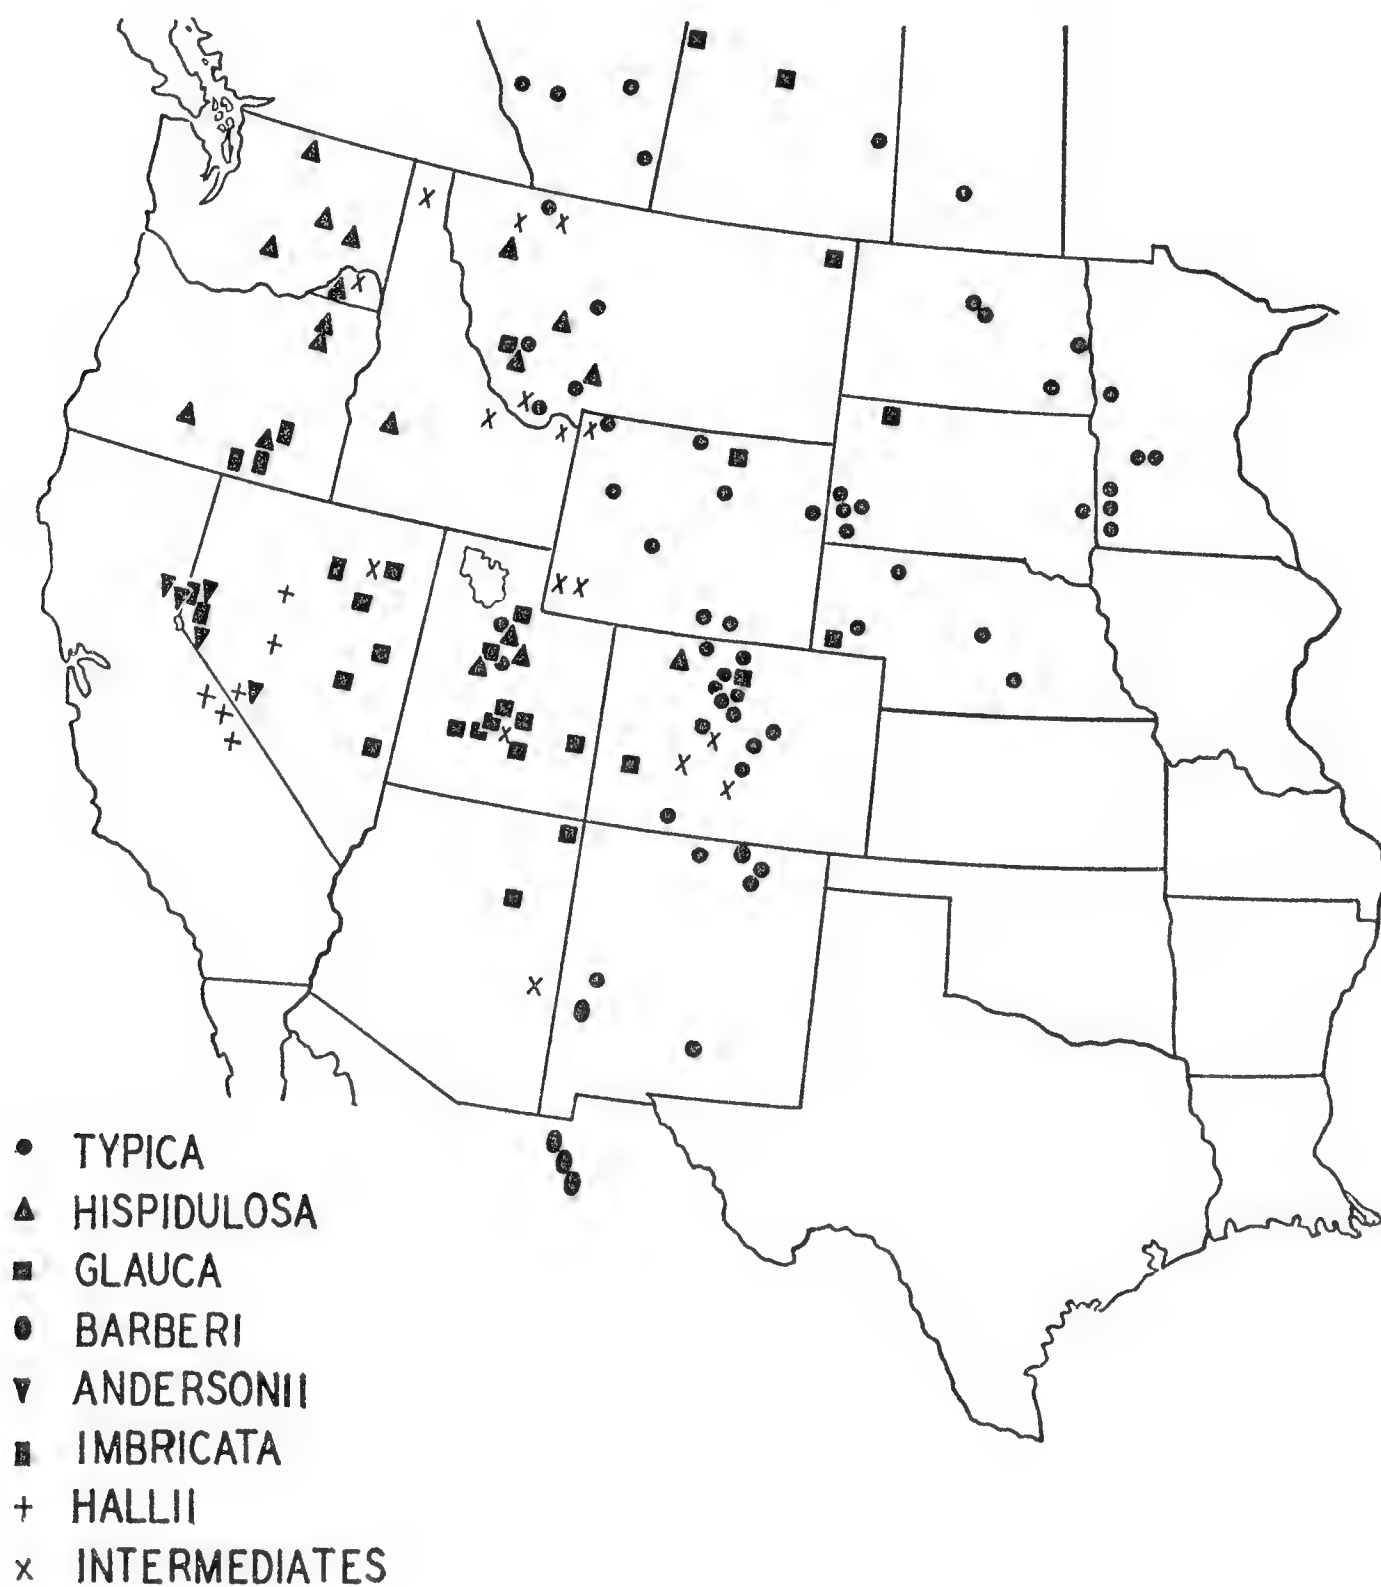 TYPICA
HISPIDULOSA
GLAUCA
BARBERI
ANDERSONII
IMBRICATA
HALLII
INTERMEDIATES